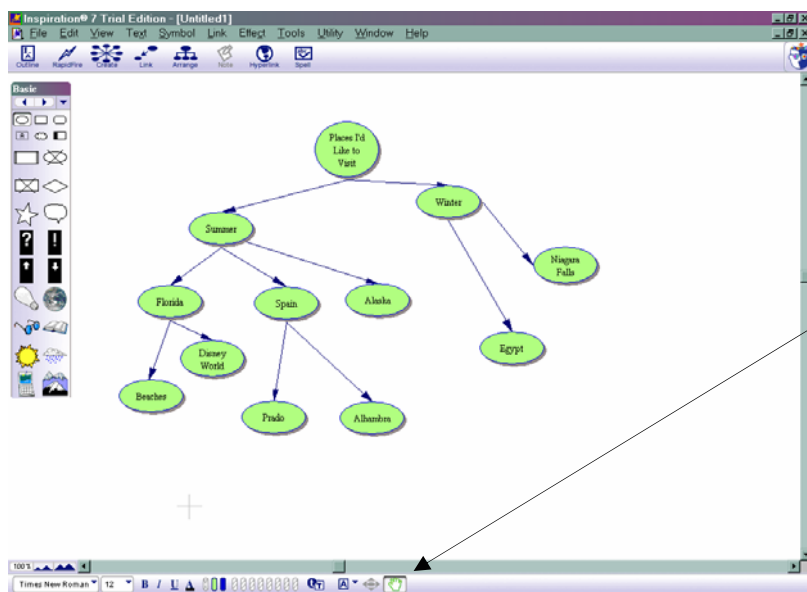 Inspiration® 7 Trial Edition - [Untitled1]
File Edit View Text Symbol Link Effect Tools Utility Window Help
Outline RapidFire Create Link Arrange Note Hyperlink Spell
Basic
Places I'd
Like to
Visit
Winter
Summer
Niagara
Falls
Florida
Spain
Alaska
Egypt
Disney
World
Beaches
Prado
Alhambra
100%
Times New Roman 12 B I U A A